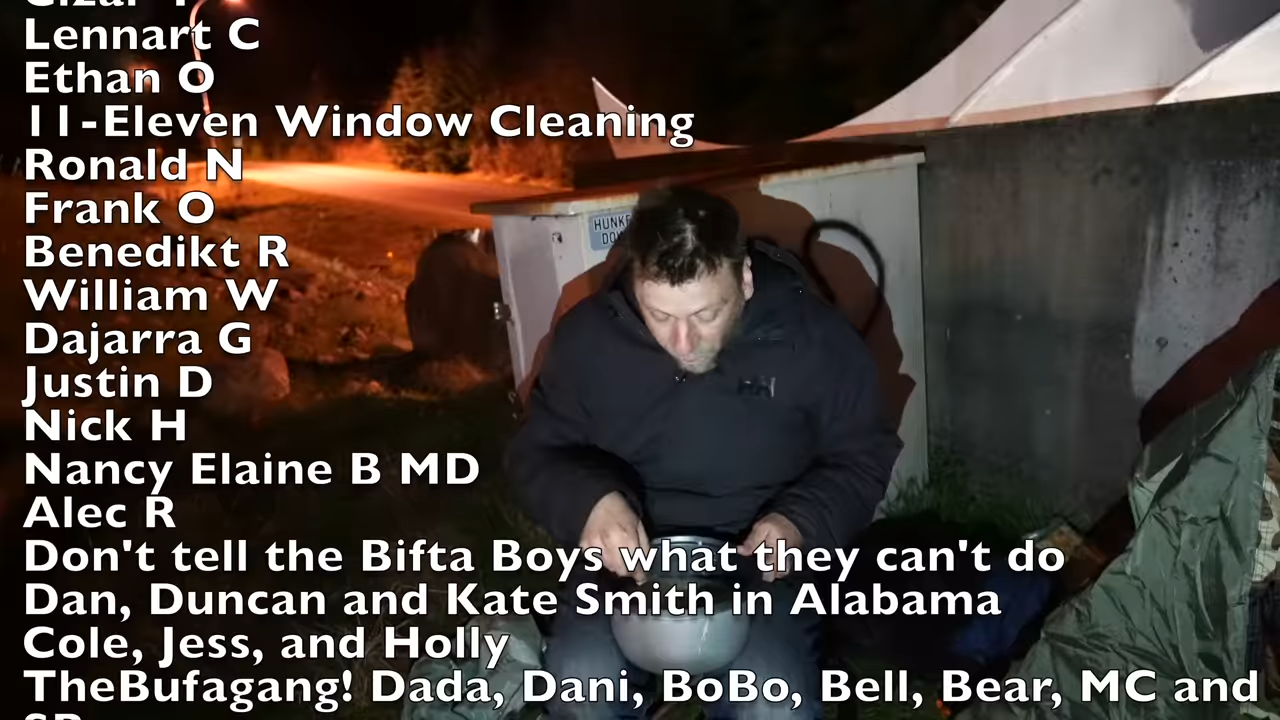 Lennart C
Ethan O
11-Eleven Window Cleaning
Ronald N
Frank O
Benedikt R
William W
Dajarra G
Justin D
Nick H
Nancy Elaine B MD
Alec R
Don't tell the Bifta Boys what they can't do
Dan, Duncan and Kate Smith in Alabama
Cole, Jess, and Holly
TheBufagang! Dada, Dani, BoBo, Bell, Bear, MC and
HH